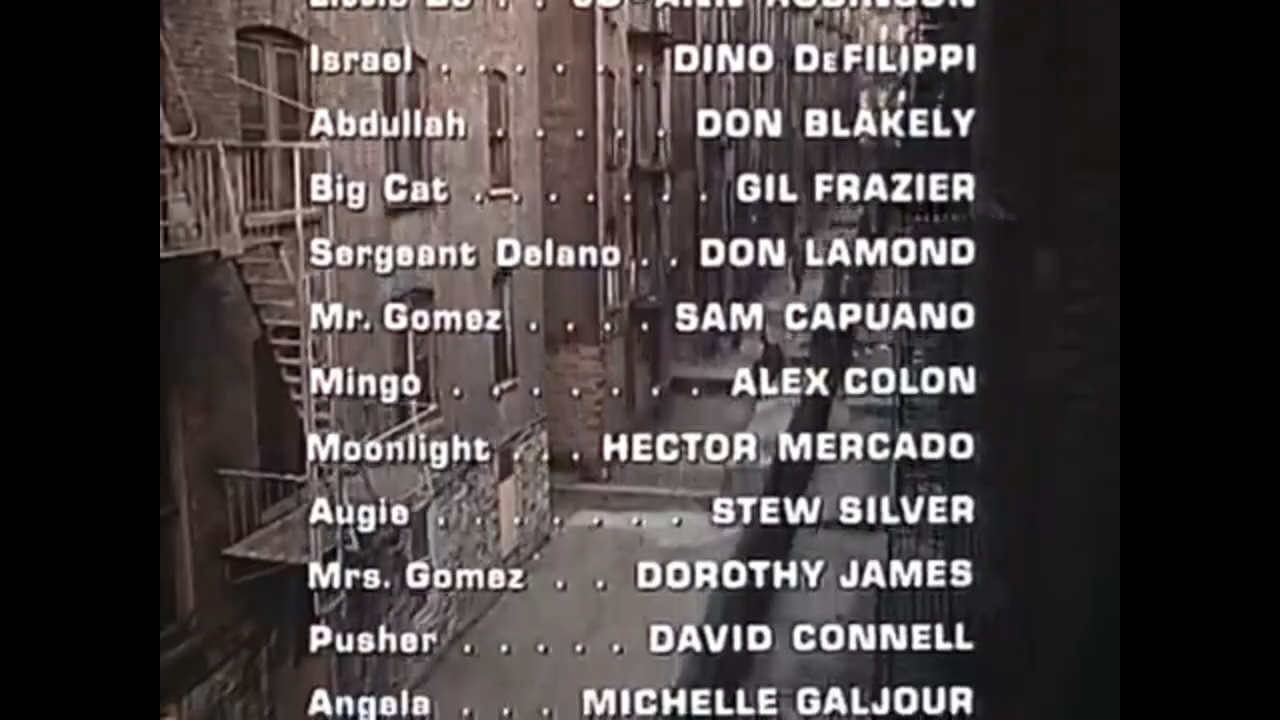 Israel . . . . . . DINO DeFILIPPI
Abdullah . . . . . DON BLAKELY
Big Cat . . . . . . . GIL FRAZIER
Sergeant Delano . . DON LAMOND
Mr. Gomez . . . . SAM CAPUANO
Mingo . . . . . . . ALEX COLON
Moonlight . . . HECTOR MERCADO
Augie . . . . . . . STEW SILVER
Mrs. Gomez . . DOROTHY JAMES
Pusher . . . . . DAVID CONNELL
Angela . . . MICHELLE GALJOUR